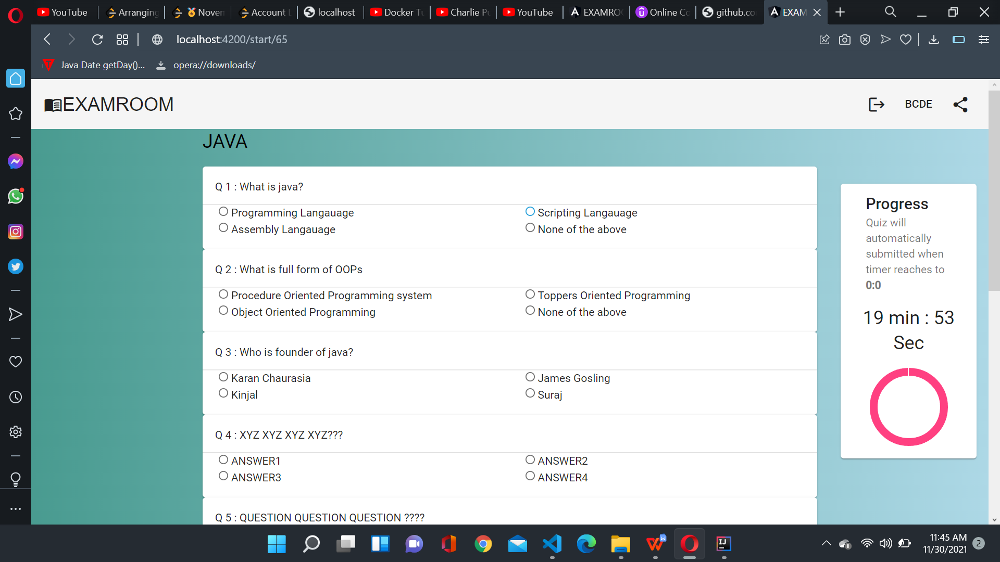 YouTube
Arranging
Noven
Account
localhost
Docker Tu
Charlie Pu
YouTube
EXAMRO
Online Co
github.co
EXAM
localhost:4200/start/65
Java Date getDay()...
opera://downloads/
EXAMROOM
BCDE
JAVA
Q 1 : What is java?
Programming Langauage
Scripting Langauage
Assembly Langauage
None of the above
Q 2 : What is full form of OOPs
Procedure Oriented Programming system
Toppers Oriented Programming
Object Oriented Programming
None of the above
Q 3 : Who is founder of java?
Karan Chaurasia
James Gosling
Kinjal
Suraj
Q 4 : XYZ XYZ XYZ XYZ???
ANSWER1
ANSWER2
ANSWER3
ANSWER4
Q 5 : QUESTION QUESTION QUESTION ????
Progress
Quiz will
automatically
submitted when
timer reaches to
0:0
19 min : 53
Sec
11:45 AM
11/30/2021
2